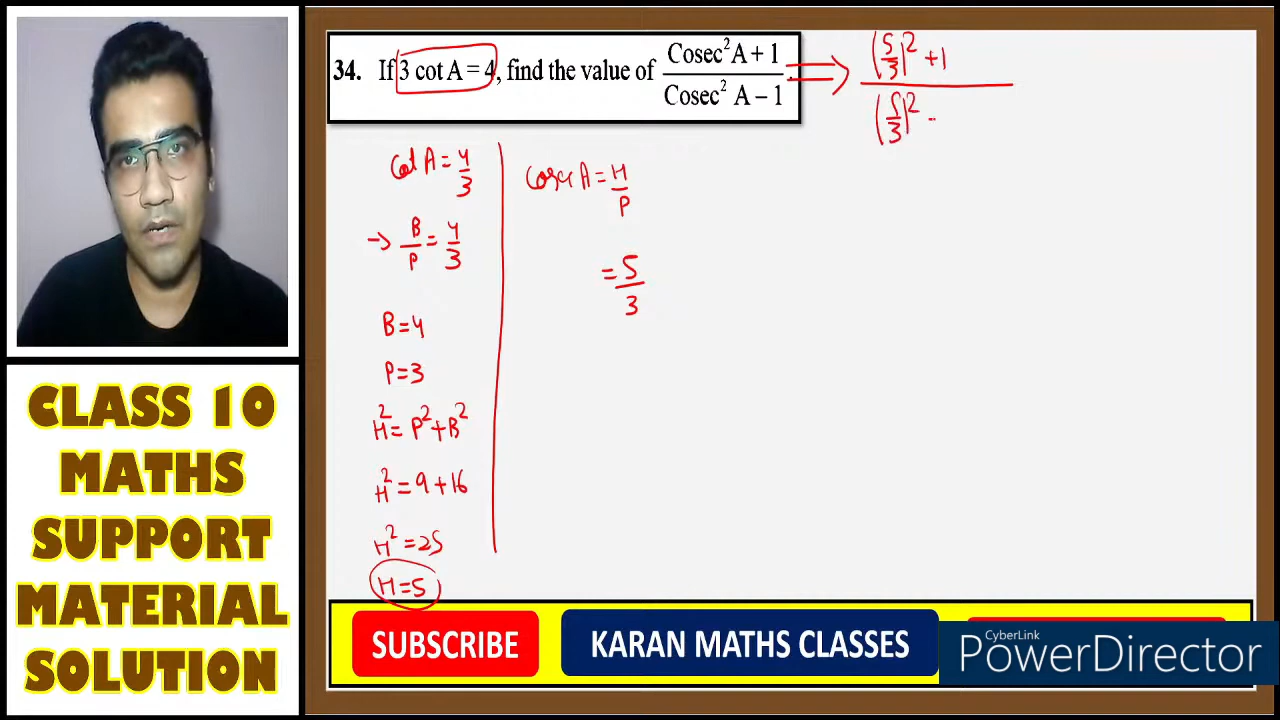 34. If 3 cot A = 4, find the value of Cosec²A + 1 / Cosec² A – 1 .
(5/3)² + 1
(5/3)² -
Cot A = 4/3
→ B/P = 4/3
B = 4
P = 3
H² = P² + B²
H² = 9 + 16
H² = 25
H = 5
Cosec A = H/P
= 5/3
CLASS 10
MATHS
SUPPORT
MATERIAL
SOLUTION
SUBSCRIBE
KARAN MATHS CLASSES
CyberLink
PowerDirector